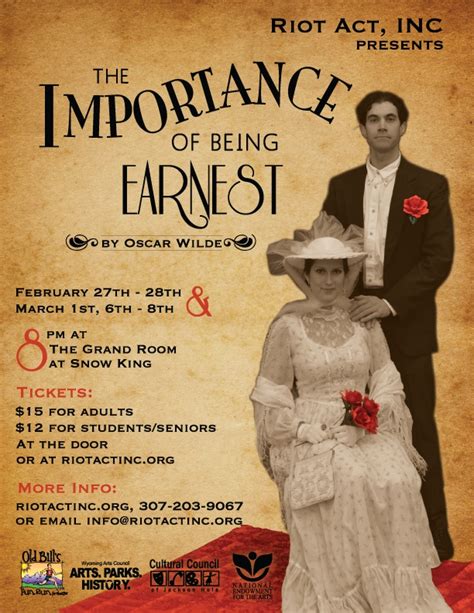 Riot Act, INC
PRESENTS
THE
IMPORTANCE
OF BEING
EARNEST
BY OSCAR WILDE
February 27th - 28th
March 1st, 6th - 8th &
8 PM AT
The Grand Room
at Snow King
Tickets:
$15 for adults
$12 for students/seniors
At the door
or at riotactinc.org
More Info:
riotactinc.org, 307-203-9067
or email info@riotactinc.org
Old Bill's
Fun Run
Wyoming Arts Council
ARTS. PARKS.
HISTORY.
Cultural Council
of Jackson Hole
NATIONAL
ENDOWMENT
FOR THE ARTS